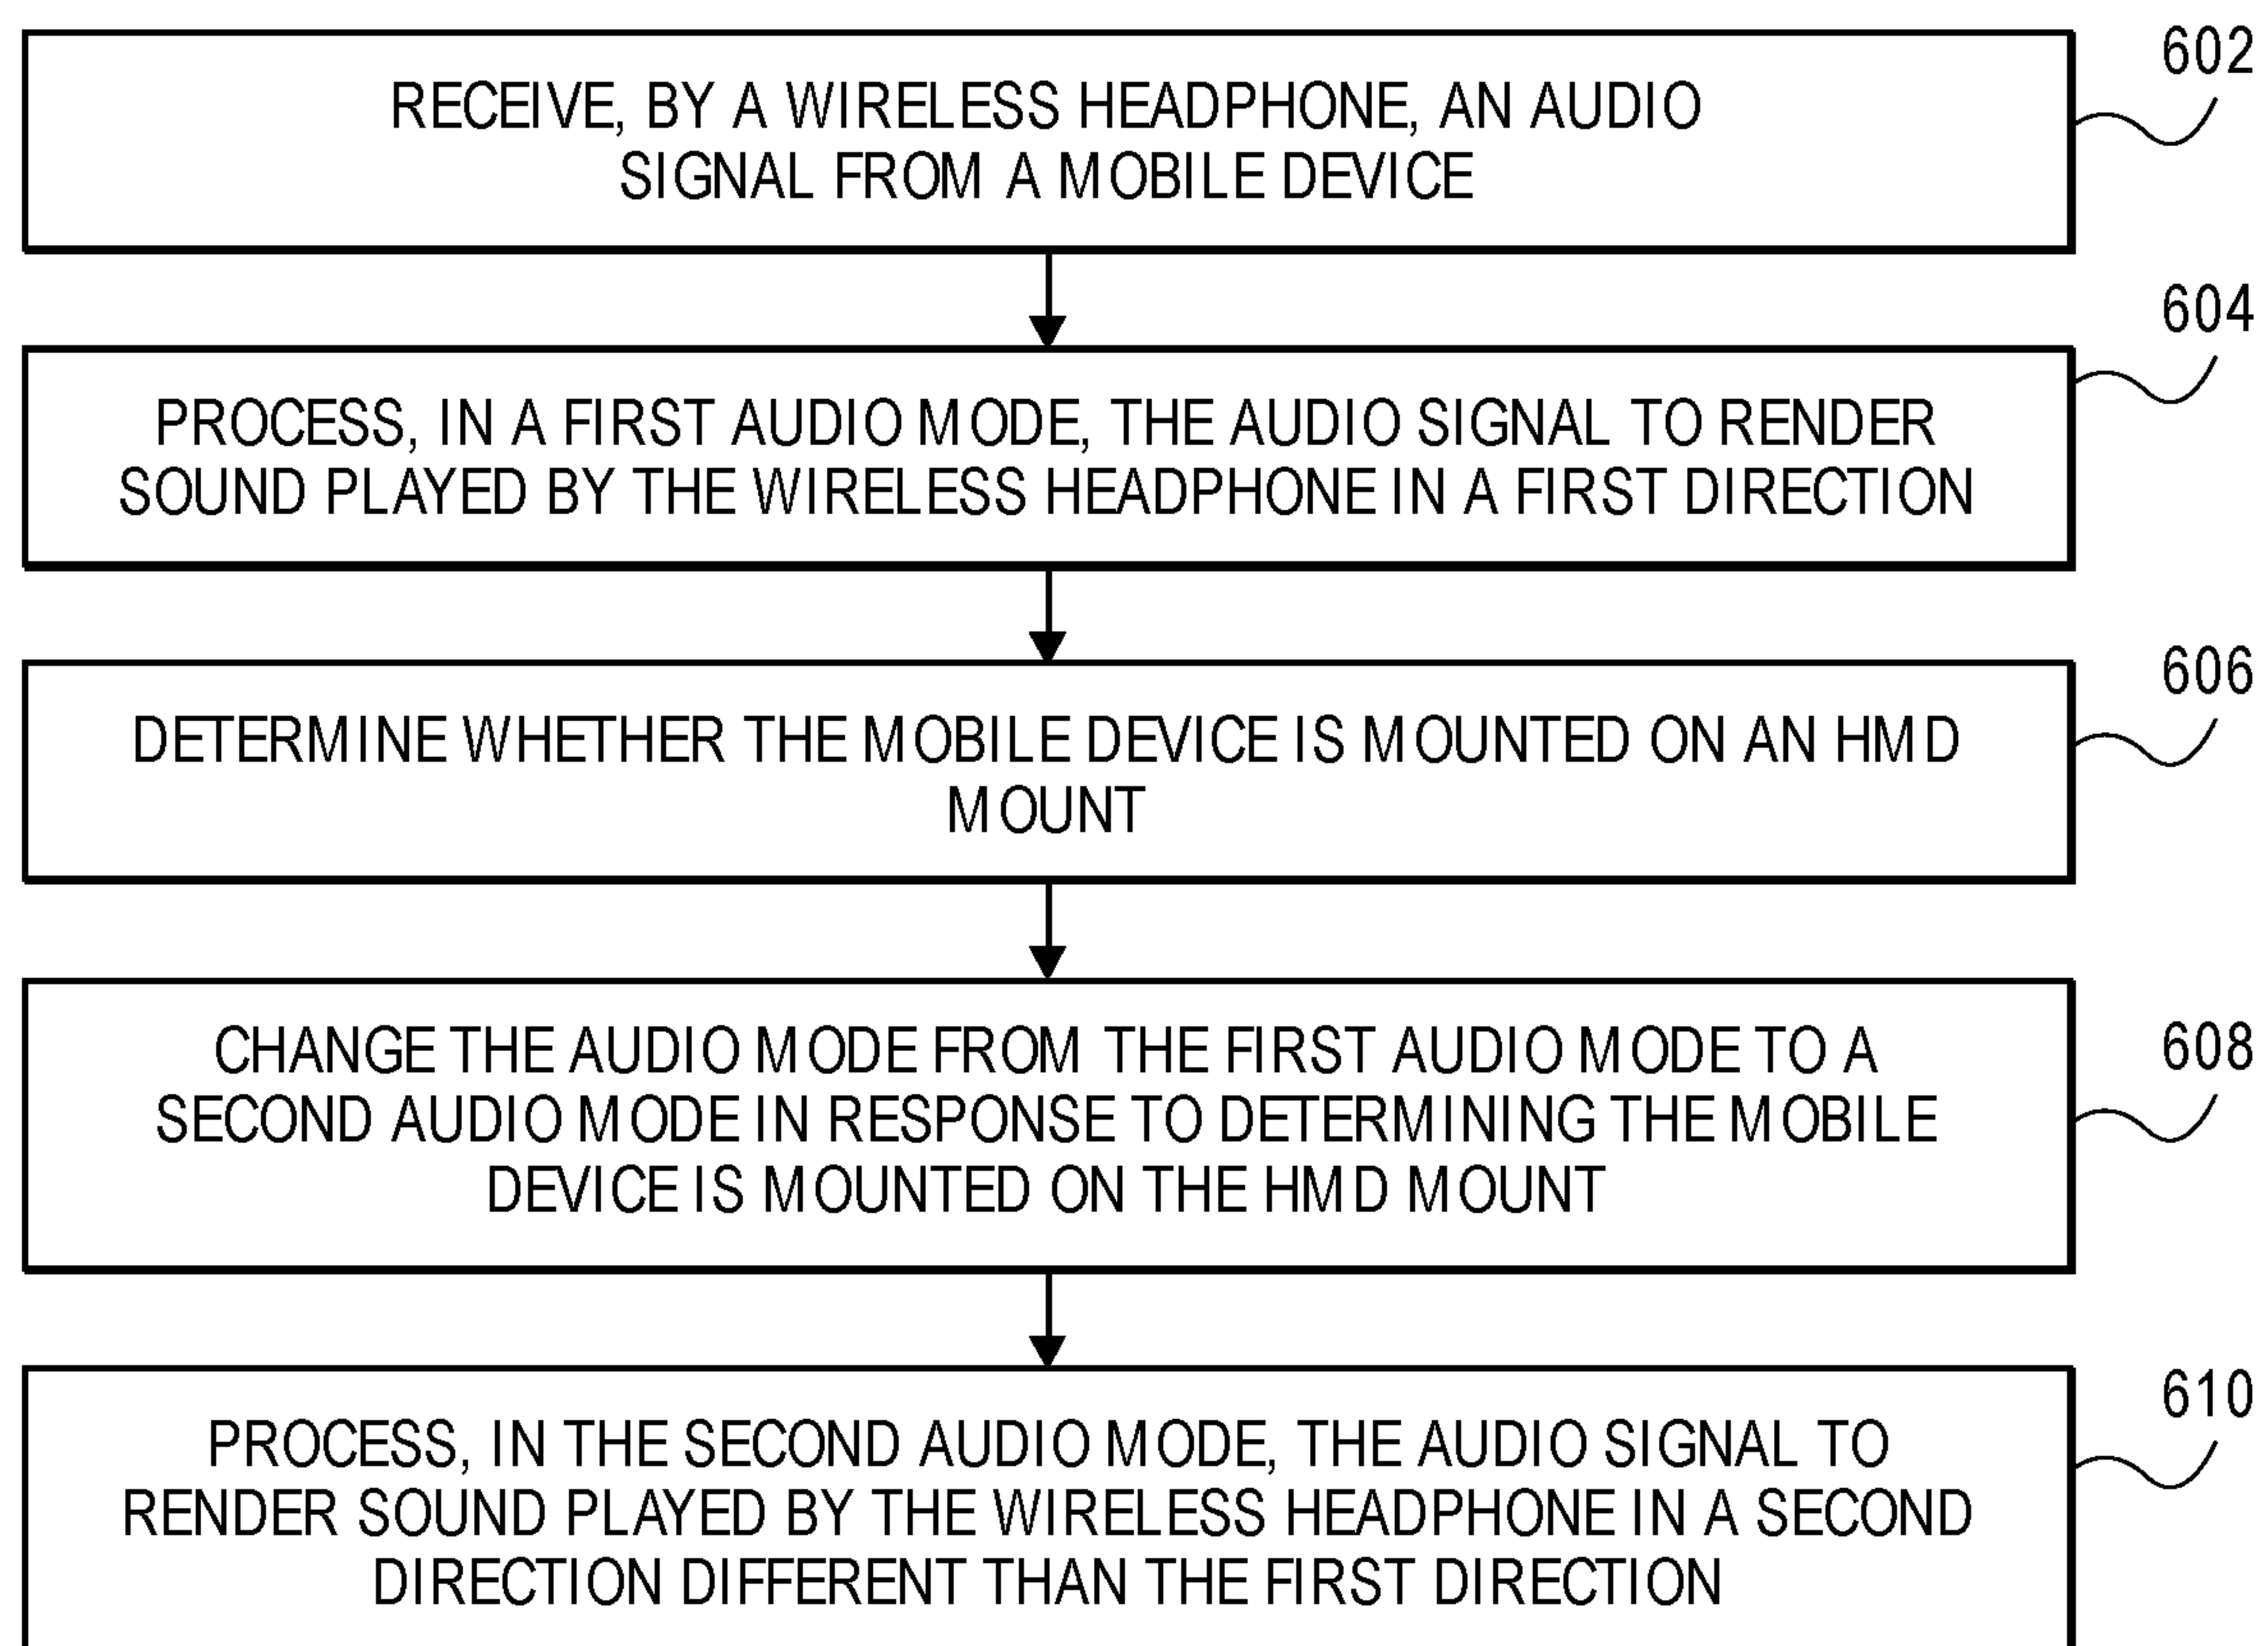 602
RECEIVE, BY A WIRELESS HEADPHONE, AN AUDIO
SIGNAL FROM A MOBILE DEVICE
604
PROCESS, IN A FIRST AUDIO MODE, THE AUDIO SIGNAL TO RENDER
SOUND PLAYED BY THE WIRELESS HEADPHONE IN A FIRST DIRECTION
606
DETERMINE WHETHER THE MOBILE DEVICE IS MOUNTED ON AN HMD
MOUNT
608
CHANGE THE AUDIO MODE FROM THE FIRST AUDIO MODE TO A
SECOND AUDIO MODE IN RESPONSE TO DETERMINING THE MOBILE
DEVICE IS MOUNTED ON THE HMD MOUNT
610
PROCESS, IN THE SECOND AUDIO MODE, THE AUDIO SIGNAL TO
RENDER SOUND PLAYED BY THE WIRELESS HEADPHONE IN A SECOND
DIRECTION DIFFERENT THAN THE FIRST DIRECTION